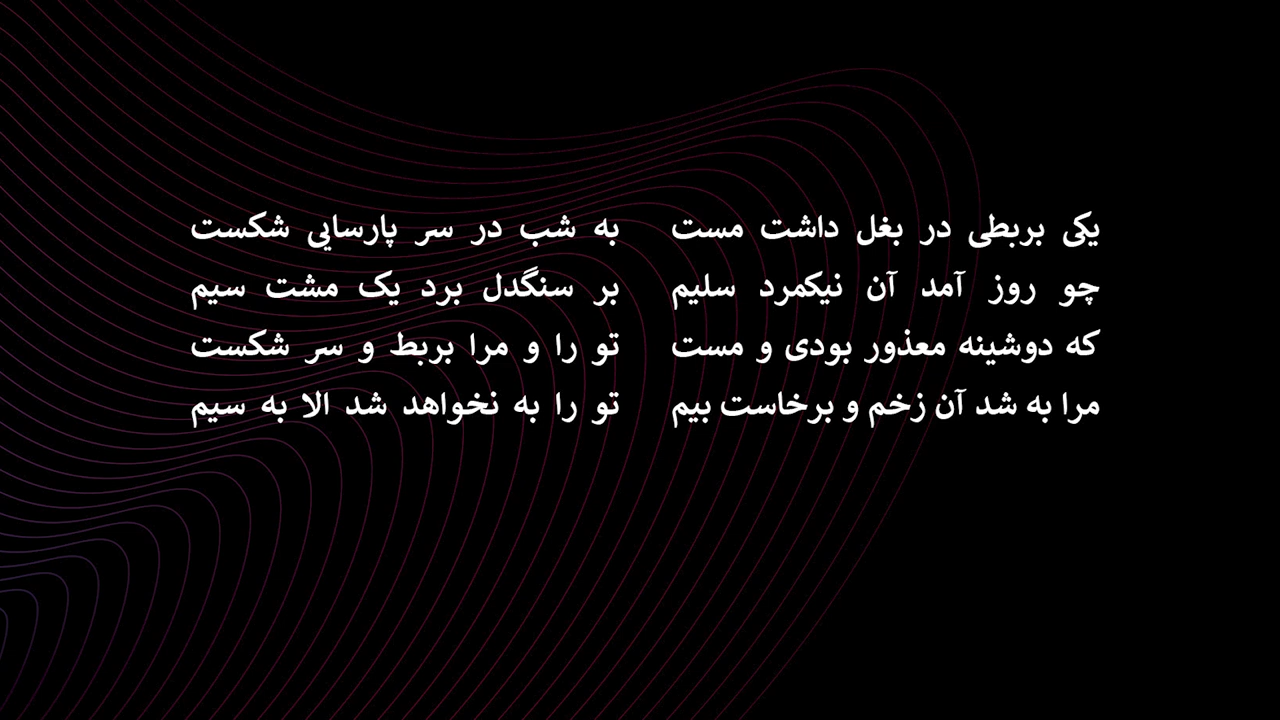 یکی بربطی در بغل داشت مست به شب در سر پارسایی شکست
چو روز آمد آن نیکمرد سلیم بر سنگدل برد یک مشت سیم
که دوشینه معذور بودی و مست تو را و مرا بربط و سر شکست
مرا به شد آن زخم و برخاست بیم تو را به نخواهد شد الا به سیم